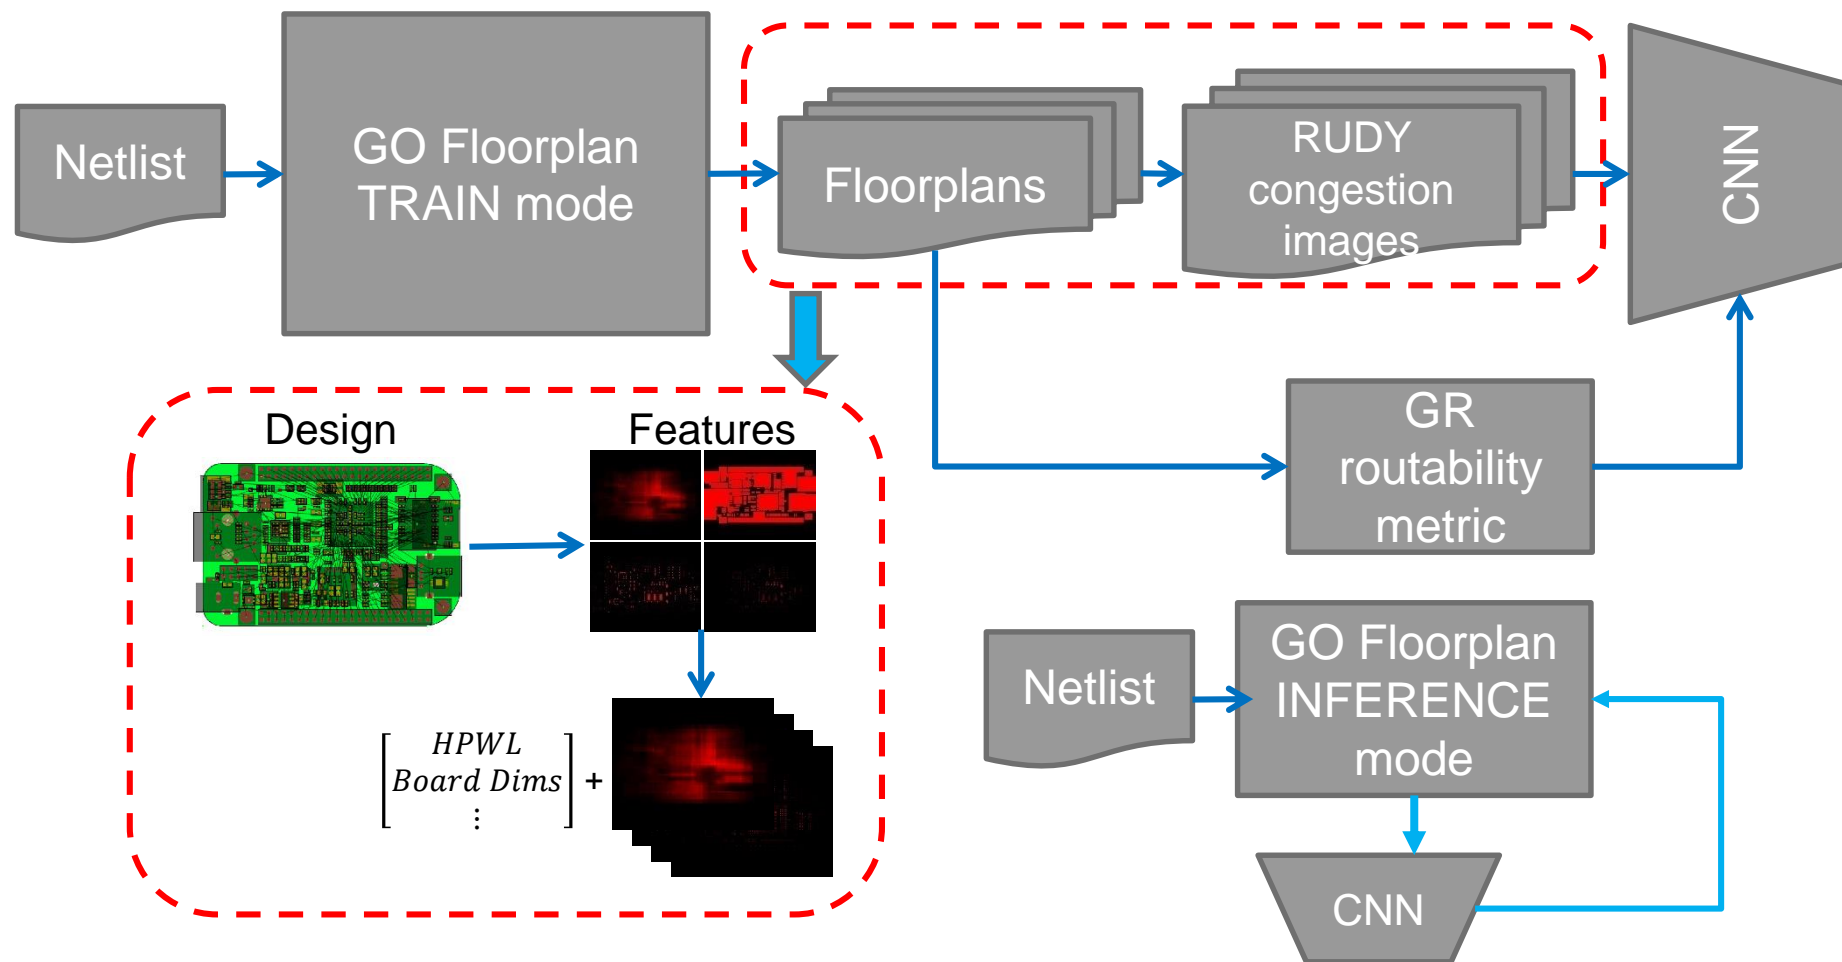 Netlist
GO Floorplan
TRAIN mode
Floorplans
RUDY
congestion
images
CNN
GR
routability
metric
Design
Features
HPWL
Board Dims
⋮
+
Netlist
GO Floorplan
INFERENCE
mode
CNN